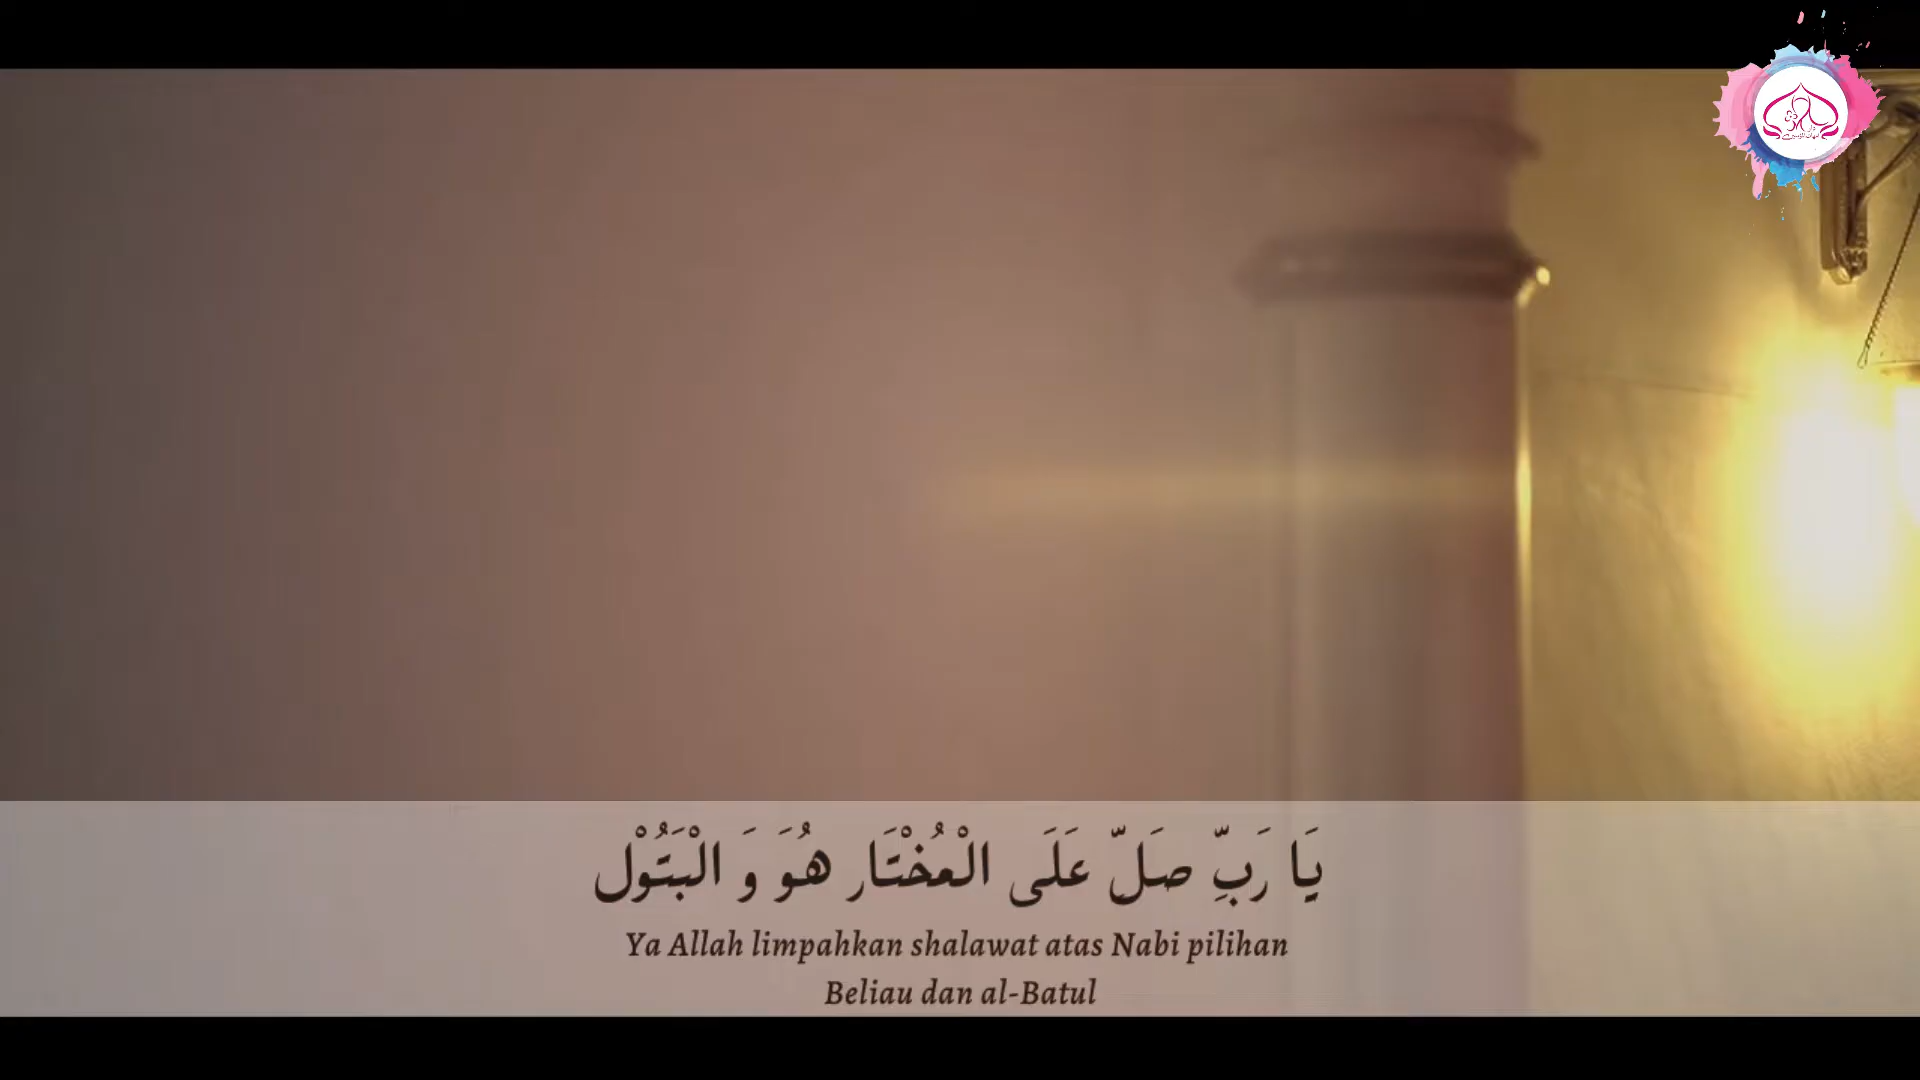 يَا رَبِّ صَلِّ عَلَى الْمُخْتَار هُوَ وَ الْبَتُوْل
Ya Allah limpahkan shalawat atas Nabi pilihan
Beliau dan al-Batul